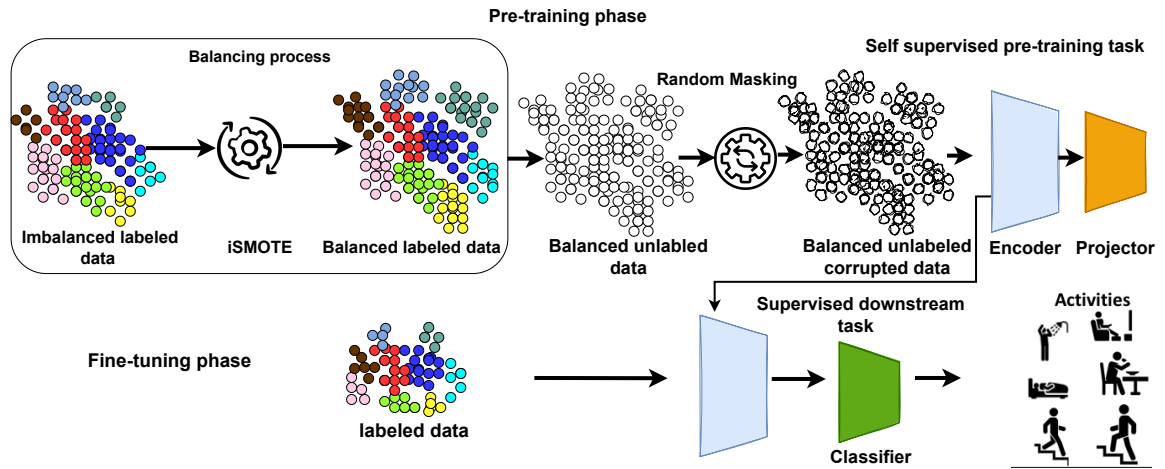 Pre-training phase
Balancing process
Self supervised pre-training task
Random Masking
Imbalanced labeled
data
iSMOTE
Balanced labeled data
Balanced unlabled
data
Balanced unlabeled
corrupted data
Encoder
Projector
Fine-tuning phase
labeled data
Supervised downstream
task
Classifier
Activities